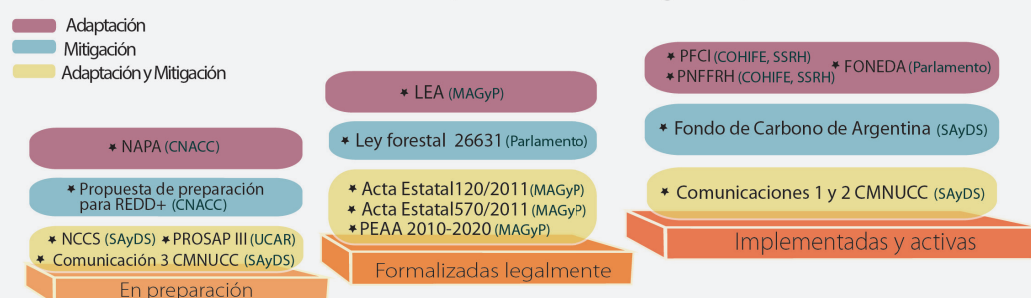 Adaptación
Mitigación
Adaptación y Mitigación
★ NAPA (CNACC)
★ Propuesta de preparación
para REDD+ (CNACC)
★ NCCS (SAyDS) ★ PROSAP III (UCAR)
★ Comunicación 3 CMNUCC (SAyDS)
En preparación
★ LEA (MAGyP)
★ Ley forestal 26631 (Parlamento)
★ Acta Estatal120/2011 (MAGyP)
★ Acta Estatal570/2011 (MAGyP)
★ PEAA 2010-2020 (MAGyP)
Formalizadas legalmente
★ PFCI (COHIFE, SSRH) ★ FONEDA (Parlamento)
★ PNFFRH (COHIFE, SSRH)
★ Fondo de Carbono de Argentina (SAyDS)
★ Comunicaciones 1 y 2 CMNUCC (SAyDS)
Implementadas y activas